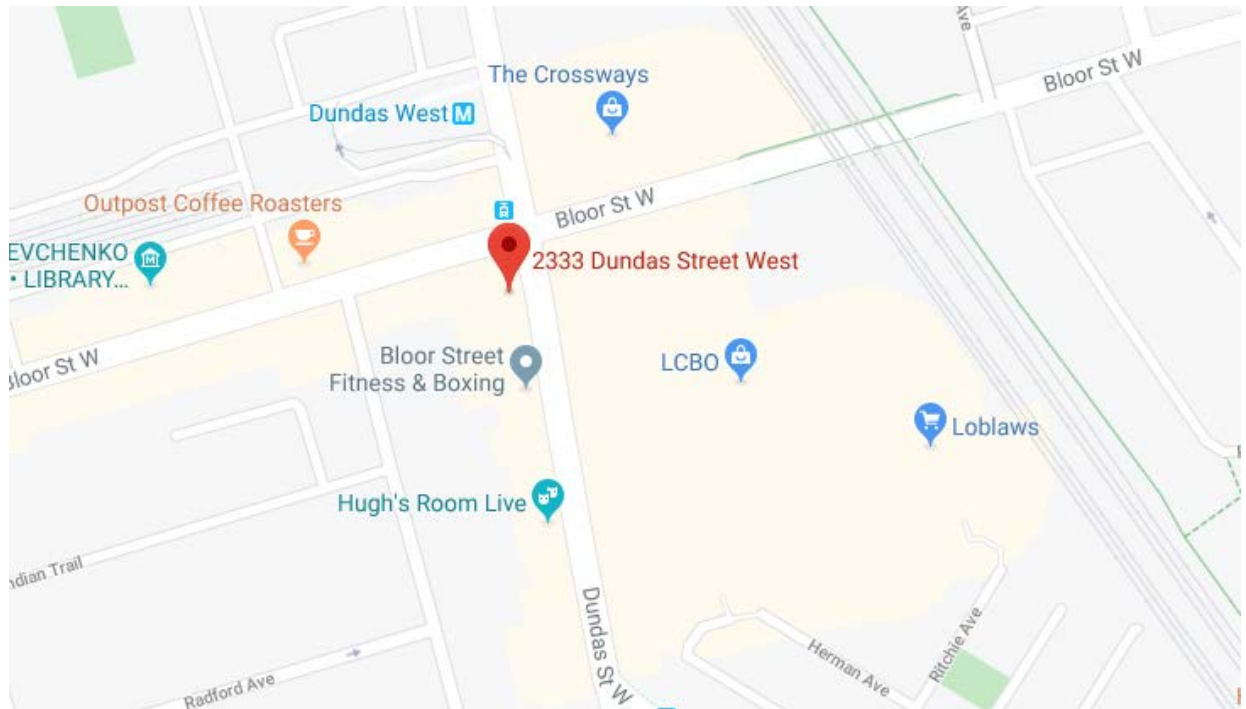 Ave
The Crossways
Bloor St W
Dundas West M
Bloor St W
Outpost Coffee Roasters
EVCHENKO
• LIBRARY...
2333 Dundas Street West
Bloor St W
Bloor Street
Fitness & Boxing
LCBO
Loblaws
Hugh's Room Live
ndian Trail
Dundas St W
Ritchie Ave
Herman Ave
Radford Ave